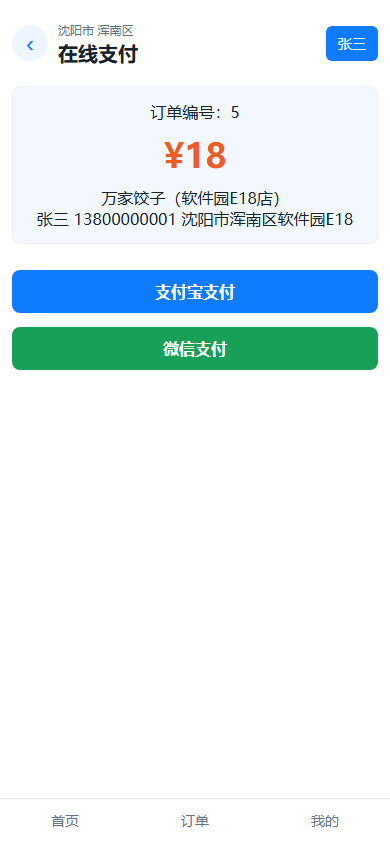 ‹
沈阳市 浑南区
在线支付
张三
订单编号：5
¥18
万家饺子（软件园E18店）
张三 13800000001 沈阳市浑南区软件园E18
支付宝支付
微信支付
首页
订单
我的